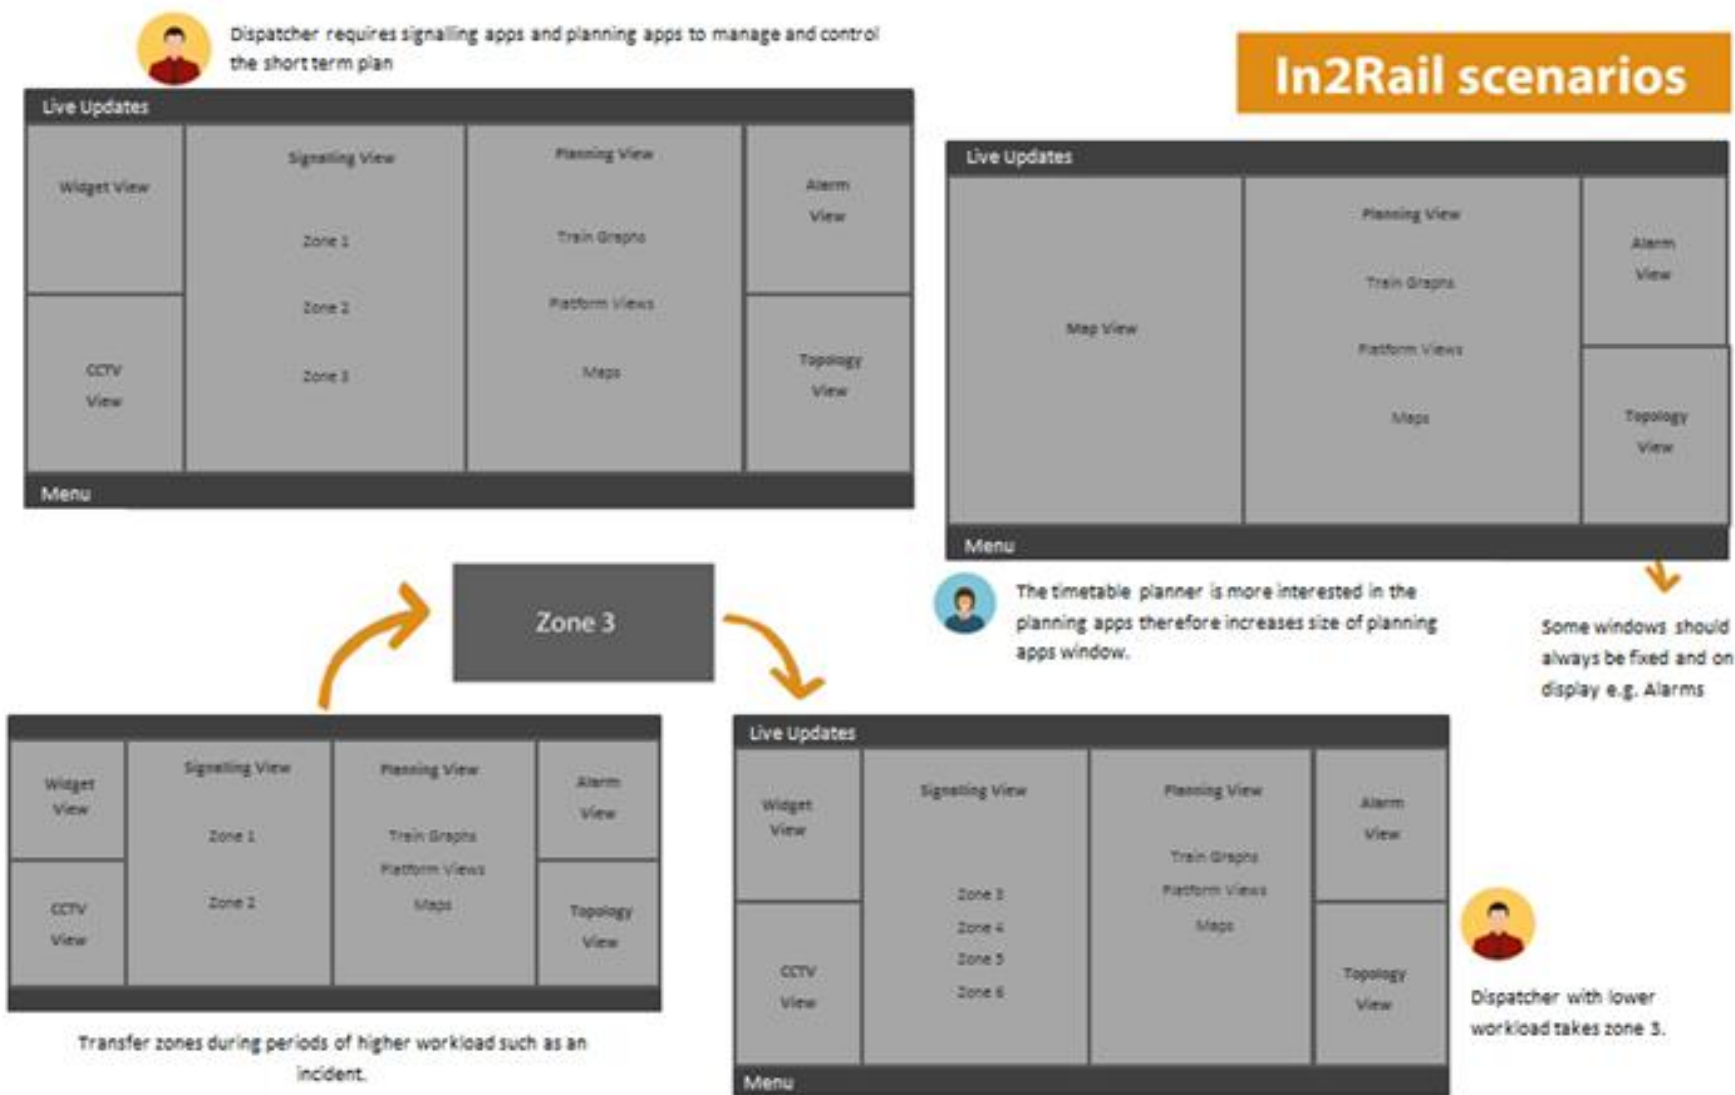 Dispatcher requires signalling apps and planning apps to manage and control
the short term plan
In2Rail scenarios
Live Updates
Widget View
CCTV
View
Signalling View
Zone 1
Zone 2
Zone 3
Planning View
Train Graphs
Platform Views
Maps
Alarm
View
Topology
View
Menu
Live Updates
Map View
Planning View
Train Graphs
Platform Views
Maps
Alarm
View
Topology
View
Menu
The timetable planner is more interested in the
planning apps therefore increases size of planning
apps window.
Some windows should
always be fixed and on
display e.g. Alarms
Zone 3
Widget
View
CCTV
View
Signalling View
Zone 1
Zone 2
Planning View
Train Graphs
Platform Views
Maps
Alarm
View
Topology
View
Transfer zones during periods of higher workload such as an
incident.
Live Updates
Widget
View
CCTV
View
Signalling View
Zone 3
Zone 4
Zone 5
Zone 6
Planning View
Train Graphs
Platform Views
Maps
Alarm
View
Topology
View
Menu
Dispatcher with lower
workload takes zone 3.